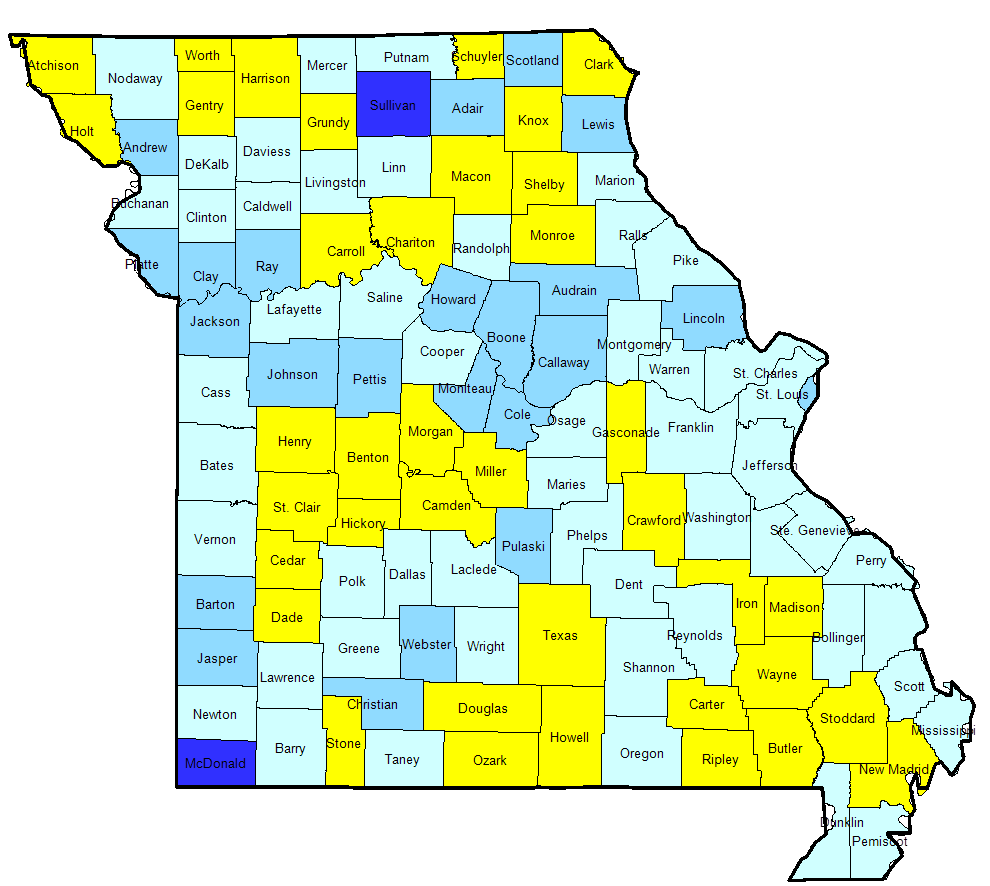 Worth
Schuyler
Putnam
Scotland
Atchison
Clark
Mercer
Nodaway
Harrison
Gentry
Sullivan
Adair
Grundy
Knox
Lewis
Holt
Andrew
Daviess
DeKalb
Linn
Macon
Livingston
Shelby
Marion
Buchanan
Caldwell
Clinton
Monroe
Ralls
Chariton
Randolph
Carroll
Pike
Platte
Ray
Clay
Audrain
Saline
Howard
Lafayette
Jackson
Lincoln
Boone
Montgomery
Cooper
Callaway
Warren
St. Charles
Johnson
Pettis
Moniteau
Cass
St. Louis
Cole
Osage
Franklin
Morgan
Gasconade
Henry
Benton
Bates
Jefferson
Miller
Maries
Camden
St. Clair
Washington
Crawford
Hickory
Ste. Genevieve
Phelps
Vernon
Pulaski
Cedar
Perry
Laclede
Dallas
Polk
Dent
Barton
Iron
Madison
Dade
Texas
Reynolds
Bollinger
Webster
Wright
Greene
Jasper
Shannon
Wayne
Lawrence
Scott
Christian
Carter
Douglas
Newton
Stoddard
Mississippi
Howell
Stone
Barry
Butler
Oregon
Taney
Ozark
Ripley
McDonald
New Madrid
Dunklin
Pemiscot